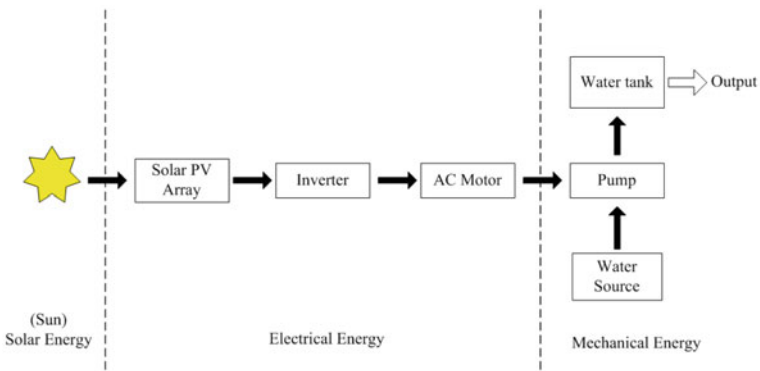 Water tank
Output
Solar PV
Array
Inverter
AC Motor
Pump
Water
Source
(Sun)
Solar Energy
Electrical Energy
Mechanical Energy